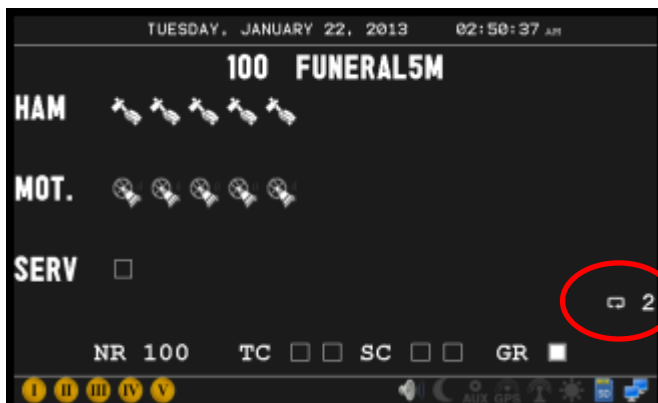 TUESDAY, JANUARY 22, 2013 02:50:37 AM
100 FUNERAL5M
HAM
MOT.
SERV
2
NR 100 TC SC GR
I II III IV V AUX GPS SD